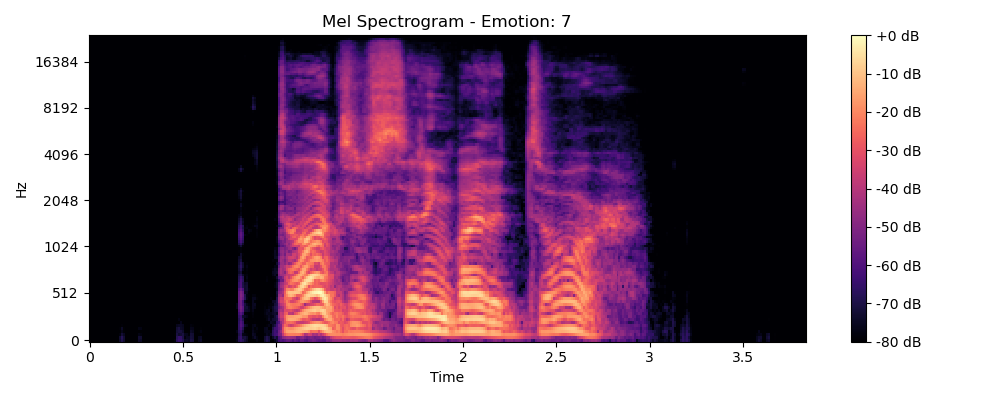 Mel Spectrogram - Emotion: 7
Hz
16384
8192
4096
2048
1024
512
0
0 0.5 1 1.5 2 2.5 3 3.5
Time
+0 dB
-10 dB
-20 dB
-30 dB
-40 dB
-50 dB
-60 dB
-70 dB
-80 dB